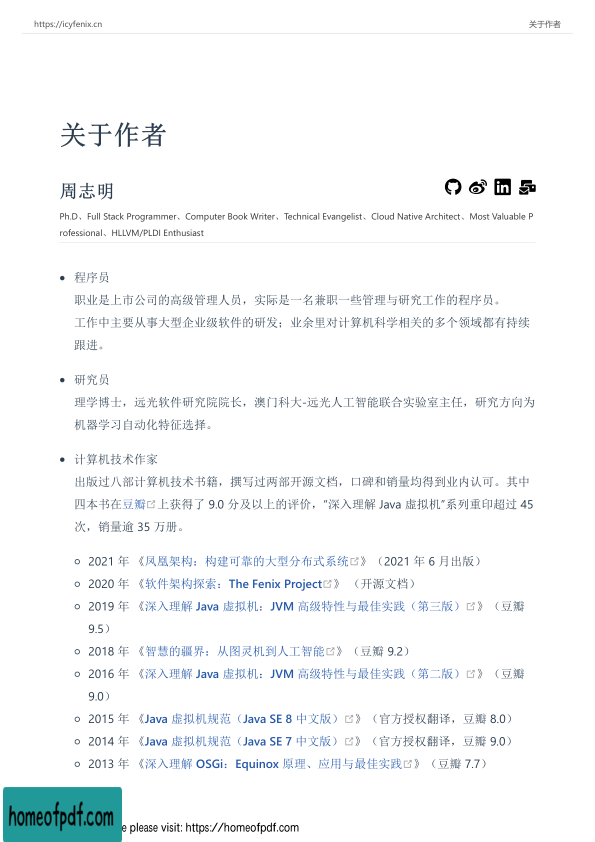 https://icyfenix.cn
关于作者
关于作者
周志明
Ph.D、Full Stack Programmer、Computer Book Writer、Technical Evangelist、Cloud Native Architect、Most Valuable P
rofessional、HLLVM/PLDI Enthusiast
程序员
职业是上市公司的高级管理人员，实际是一名兼职一些管理与研究工作的程序员。
工作中主要从事大型企业级软件的研发；业余里对计算机科学相关的多个领域都有持续
跟进。
研究员
理学博士，远光软件研究院院长，澳门科大-远光人工智能联合实验室主任，研究方向为
机器学习自动化特征选择。
计算机技术作家
出版过八部计算机技术书籍，撰写过两部开源文档，口碑和销量均得到业内认可。其中
四本书在豆瓣上获得了 9.0 分及以上的评价，“深入理解 Java 虚拟机”系列重印超过 45
次，销量逾 35 万册。
2021 年 《凤凰架构：构建可靠的大型分布式系统》（2021 年 6 月出版）
2020 年 《软件架构探索：The Fenix Project》 （开源文档）
2019 年 《深入理解 Java 虚拟机：JVM 高级特性与最佳实践（第三版）》（豆瓣
9.5）
2018 年 《智慧的疆界：从图灵机到人工智能》（豆瓣 9.2）
2016 年 《深入理解 Java 虚拟机：JVM 高级特性与最佳实践（第二版）》（豆瓣
9.0）
2015 年 《Java 虚拟机规范（Java SE 8 中文版）》（官方授权翻译，豆瓣 8.0）
2014 年 《Java 虚拟机规范（Java SE 7 中文版）》（官方授权翻译，豆瓣 9.0）
2013 年 《深入理解 OSGi：Equinox 原理、应用与最佳实践》（豆瓣 7.7）
homeofpdf.com
e please visit: https://homeofpdf.com